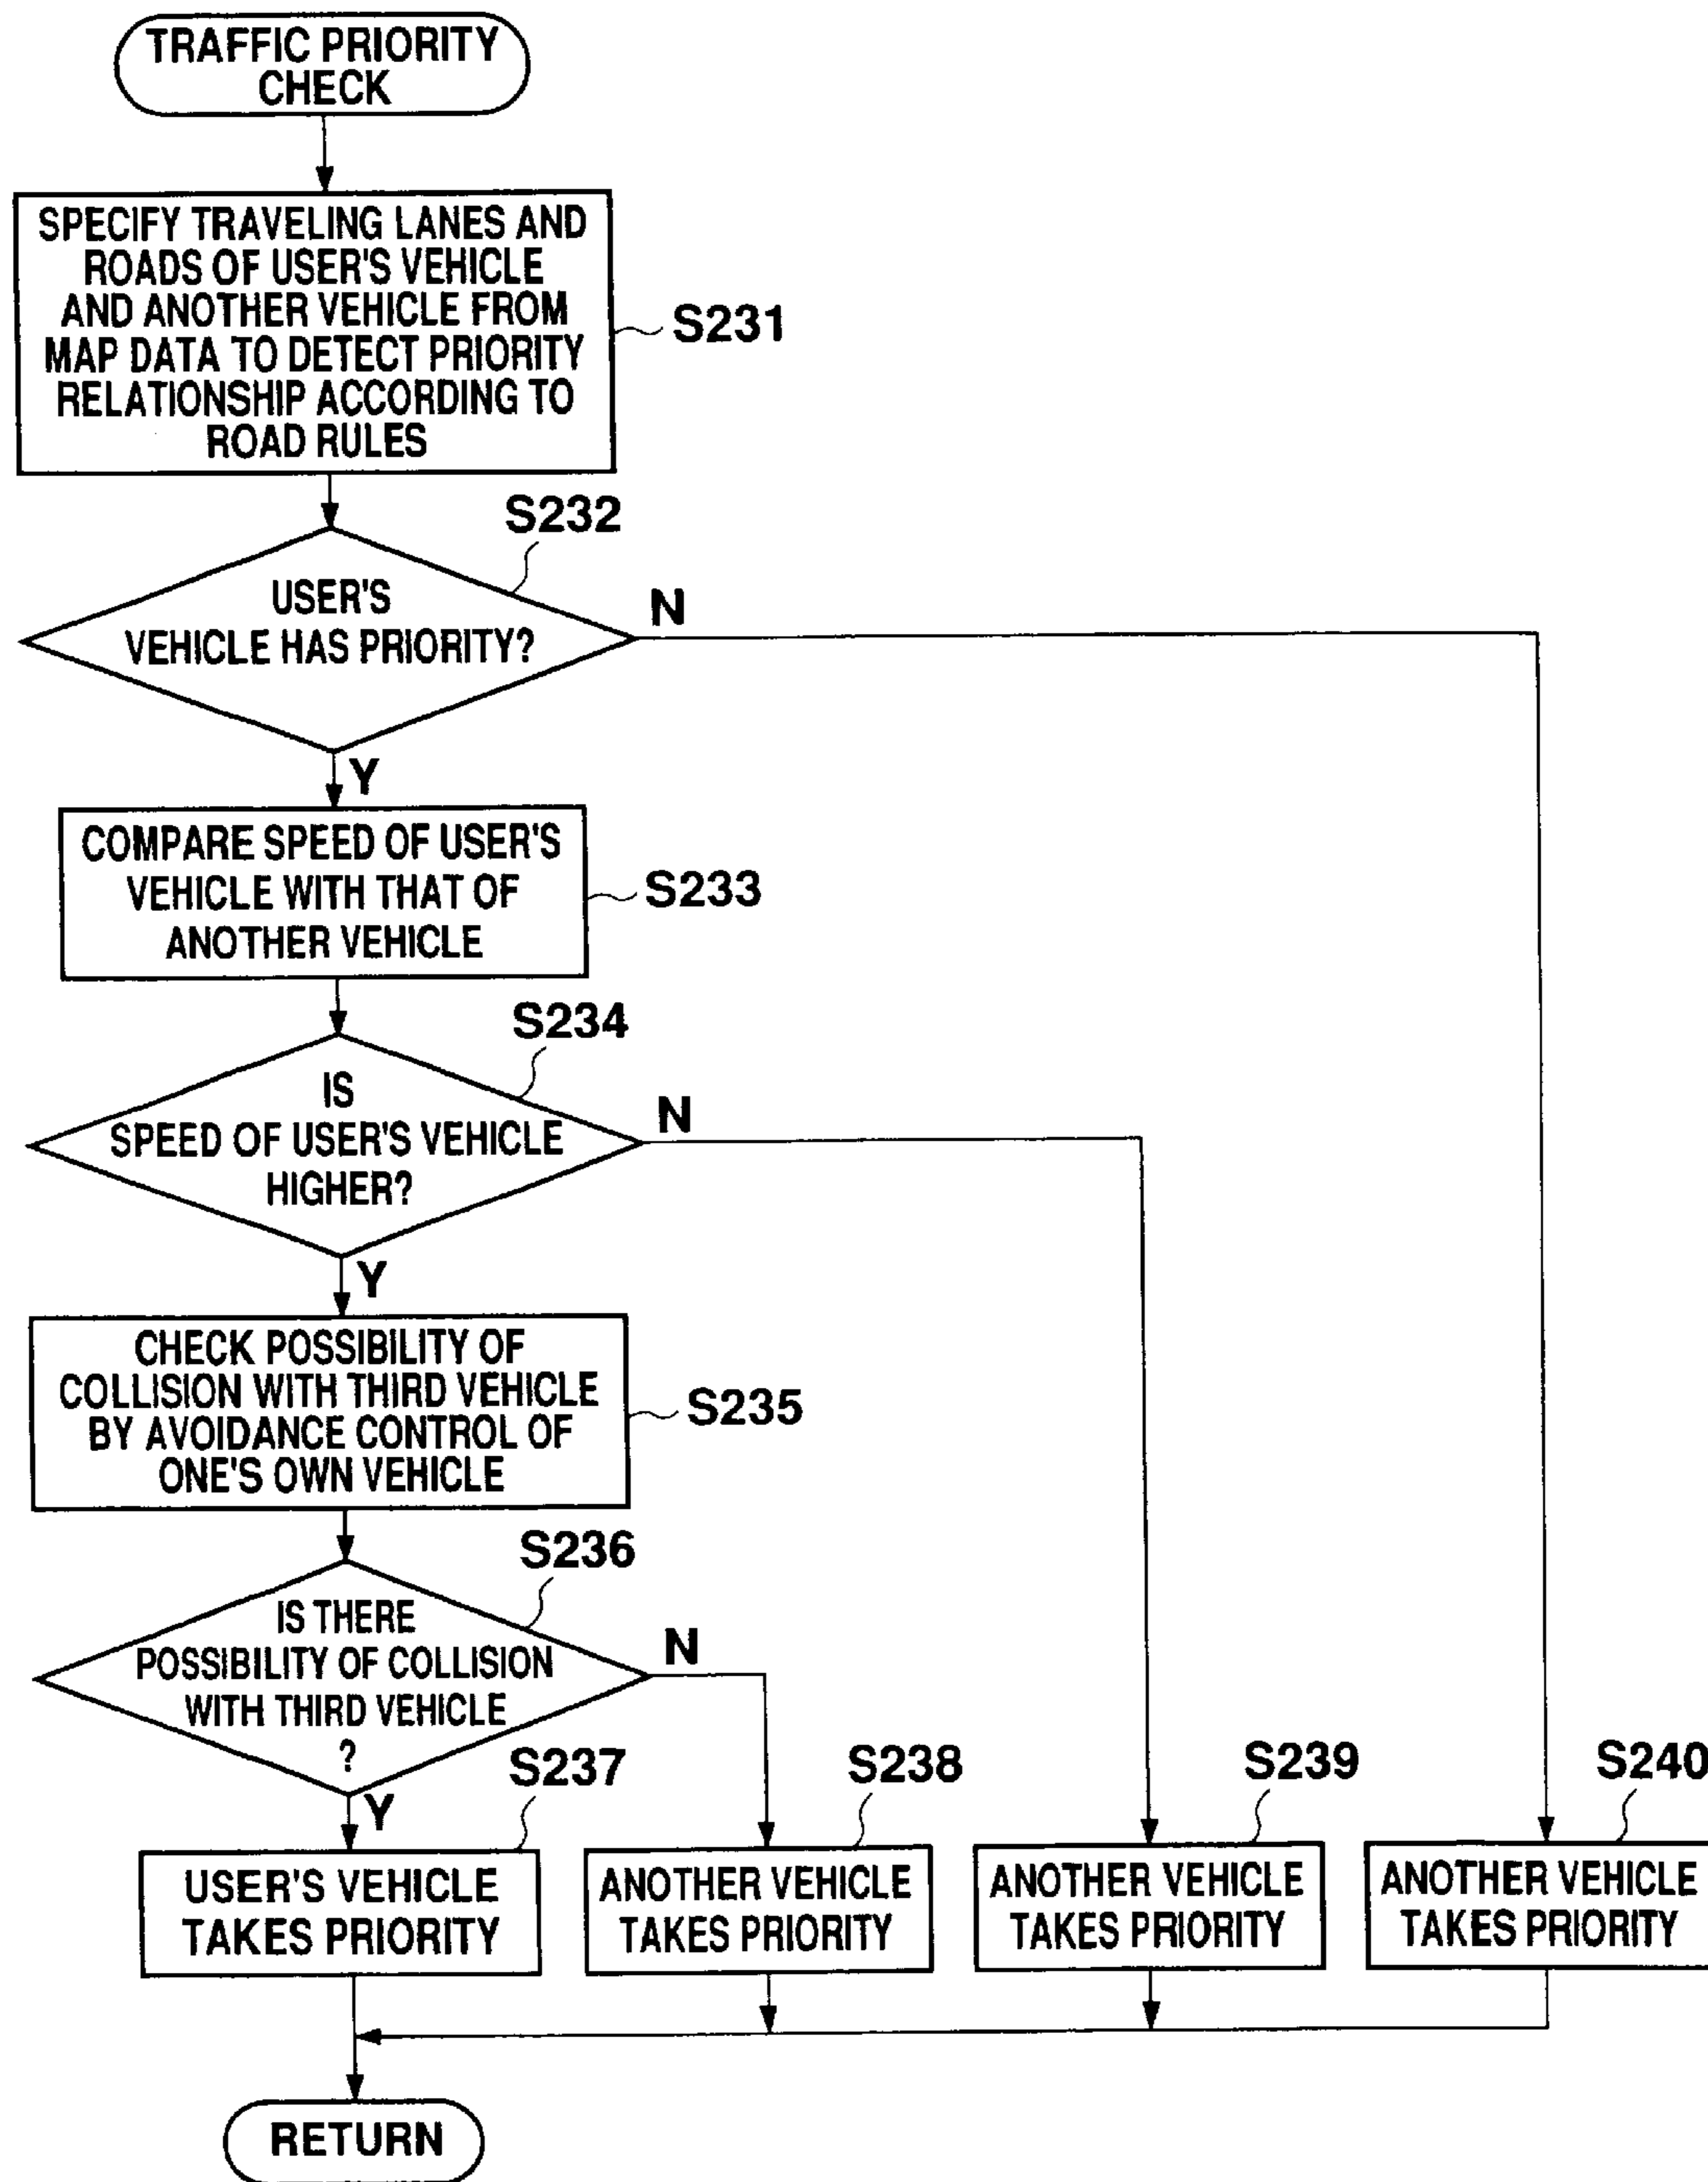 TRAFFIC PRIORITY
CHECK
SPECIFY TRAVELING LANES AND
ROADS OF USER'S VEHICLE
AND ANOTHER VEHICLE FROM
MAP DATA TO DETECT PRIORITY
RELATIONSHIP ACCORDING TO
ROAD RULES
S231
S232
USER'S
VEHICLE HAS PRIORITY?
N
Y
COMPARE SPEED OF USER'S
VEHICLE WITH THAT OF
ANOTHER VEHICLE
S233
S234
IS
SPEED OF USER'S VEHICLE
HIGHER?
N
Y
CHECK POSSIBILITY OF
COLLISION WITH THIRD VEHICLE
BY AVOIDANCE CONTROL OF
ONE'S OWN VEHICLE
S235
S236
IS THERE
POSSIBILITY OF COLLISION
WITH THIRD VEHICLE
?
N
Y
S237
USER'S VEHICLE
TAKES PRIORITY
S238
ANOTHER VEHICLE
TAKES PRIORITY
S239
ANOTHER VEHICLE
TAKES PRIORITY
S240
ANOTHER VEHICLE
TAKES PRIORITY
RETURN